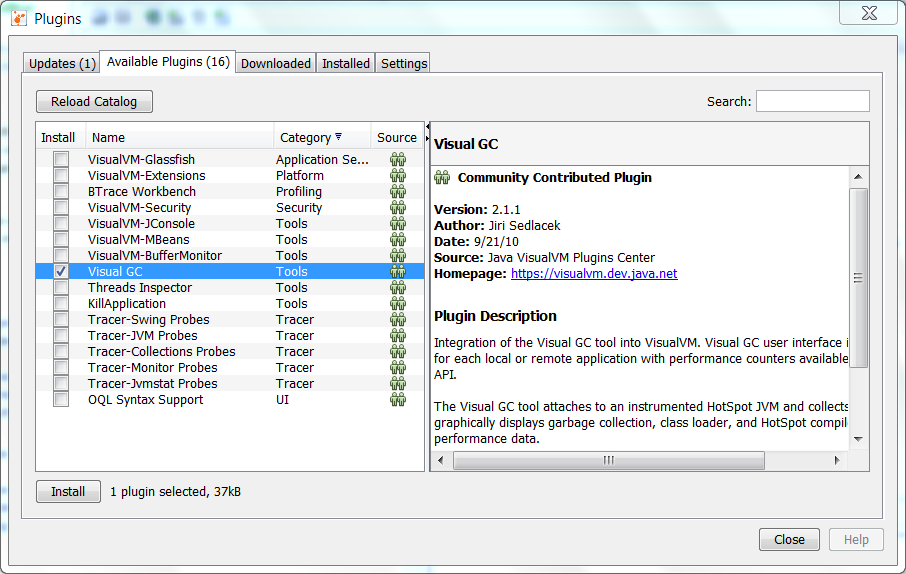 Plugins
Updates (1) Available Plugins (16) Downloaded Installed Settings
Reload Catalog Search:
Install Name Category Source
VisualVM-Glassfish Application Se...
VisualVM-Extensions Platform
BTrace Workbench Profiling
VisualVM-Security Security
VisualVM-JConsole Tools
VisualVM-MBeans Tools
VisualVM-BufferMonitor Tools
Visual GC Tools
Threads Inspector Tools
KillApplication Tools
Tracer-Swing Probes Tracer
Tracer-JVM Probes Tracer
Tracer-Collections Probes Tracer
Tracer-Monitor Probes Tracer
Tracer-Jvmstat Probes Tracer
OQL Syntax Support UI
Visual GC
Community Contributed Plugin
Version: 2.1.1
Author: Jiri Sedlacek
Date: 9/21/10
Source: Java VisualVM Plugins Center
Homepage: https://visualvm.dev.java.net
Plugin Description
Integration of the Visual GC tool into VisualVM. Visual GC user interface i
for each local or remote application with performance counters available
API.
The Visual GC tool attaches to an instrumented HotSpot JVM and collects
graphically displays garbage collection, class loader, and HotSpot compil
performance data.
Install 1 plugin selected, 37kB
Close Help